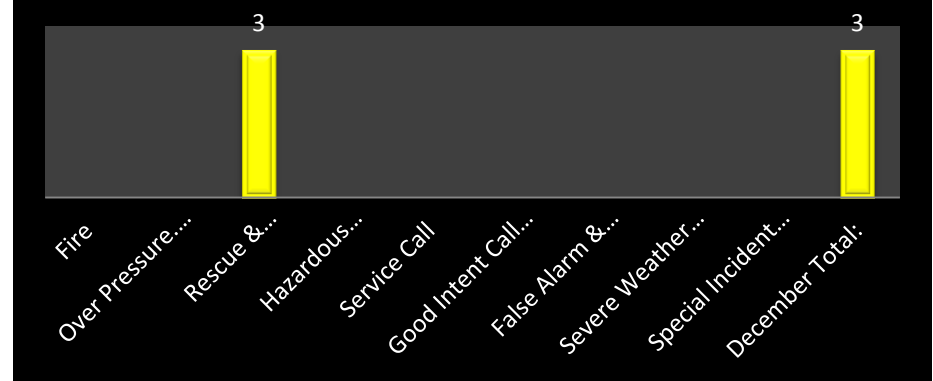 3
3
Fire
Over Pressure....
Rescue &...
Hazardous...
Service Call
Good Intent Call...
False Alarm &...
Severe Weather...
Special Incident...
December Total: